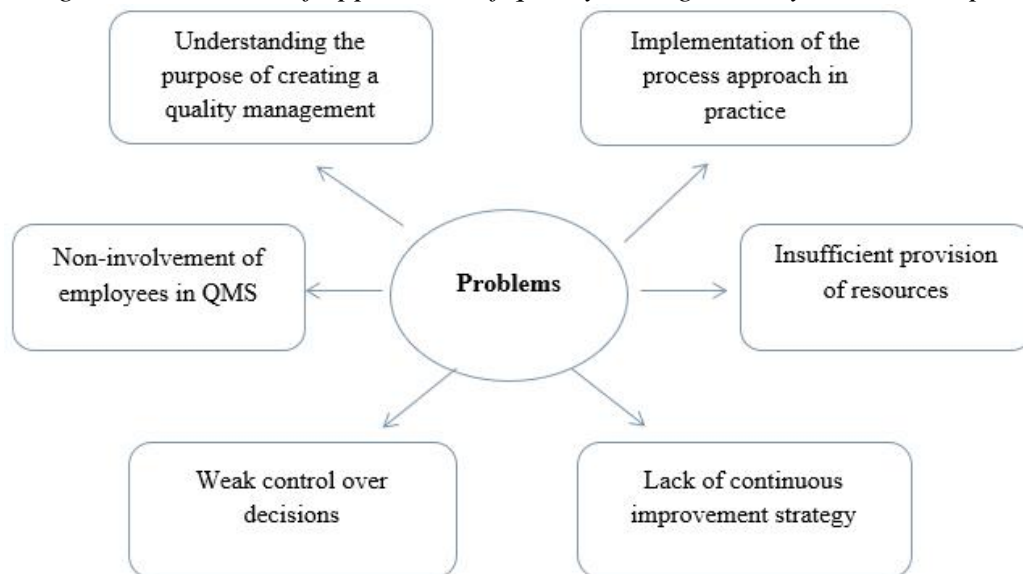 Understanding the
purpose of creating a
quality management
Implementation of the
process approach in
practice
Non-involvement of
employees in QMS
Problems
Insufficient provision
of resources
Weak control over
decisions
Lack of continuous
improvement strategy